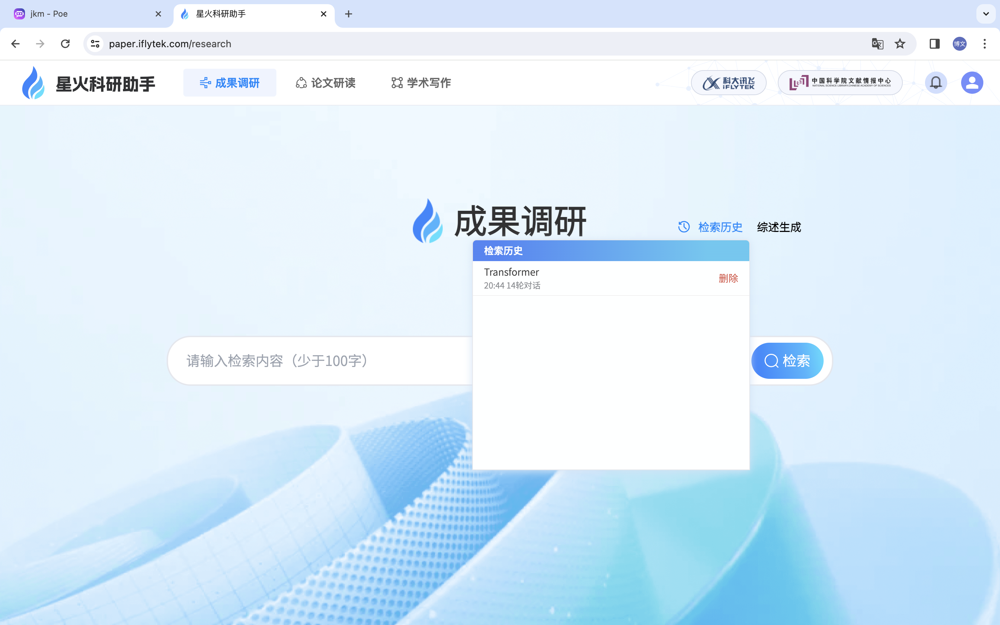 jkm - Poe
星火科研助手
paper.iflytek.com/research
博文
星火科研助手
成果调研
论文研读
学术写作
科大讯飞
iFLYTEK
中国科学院文献情报中心
NATIONAL SCIENCE LIBRARY,CHINESE ACADEMY OF SCIENCES
成果调研
检索历史
综述生成
检索历史
Transformer
删除
20:44 14轮对话
请输入检索内容（少于100字）
检索